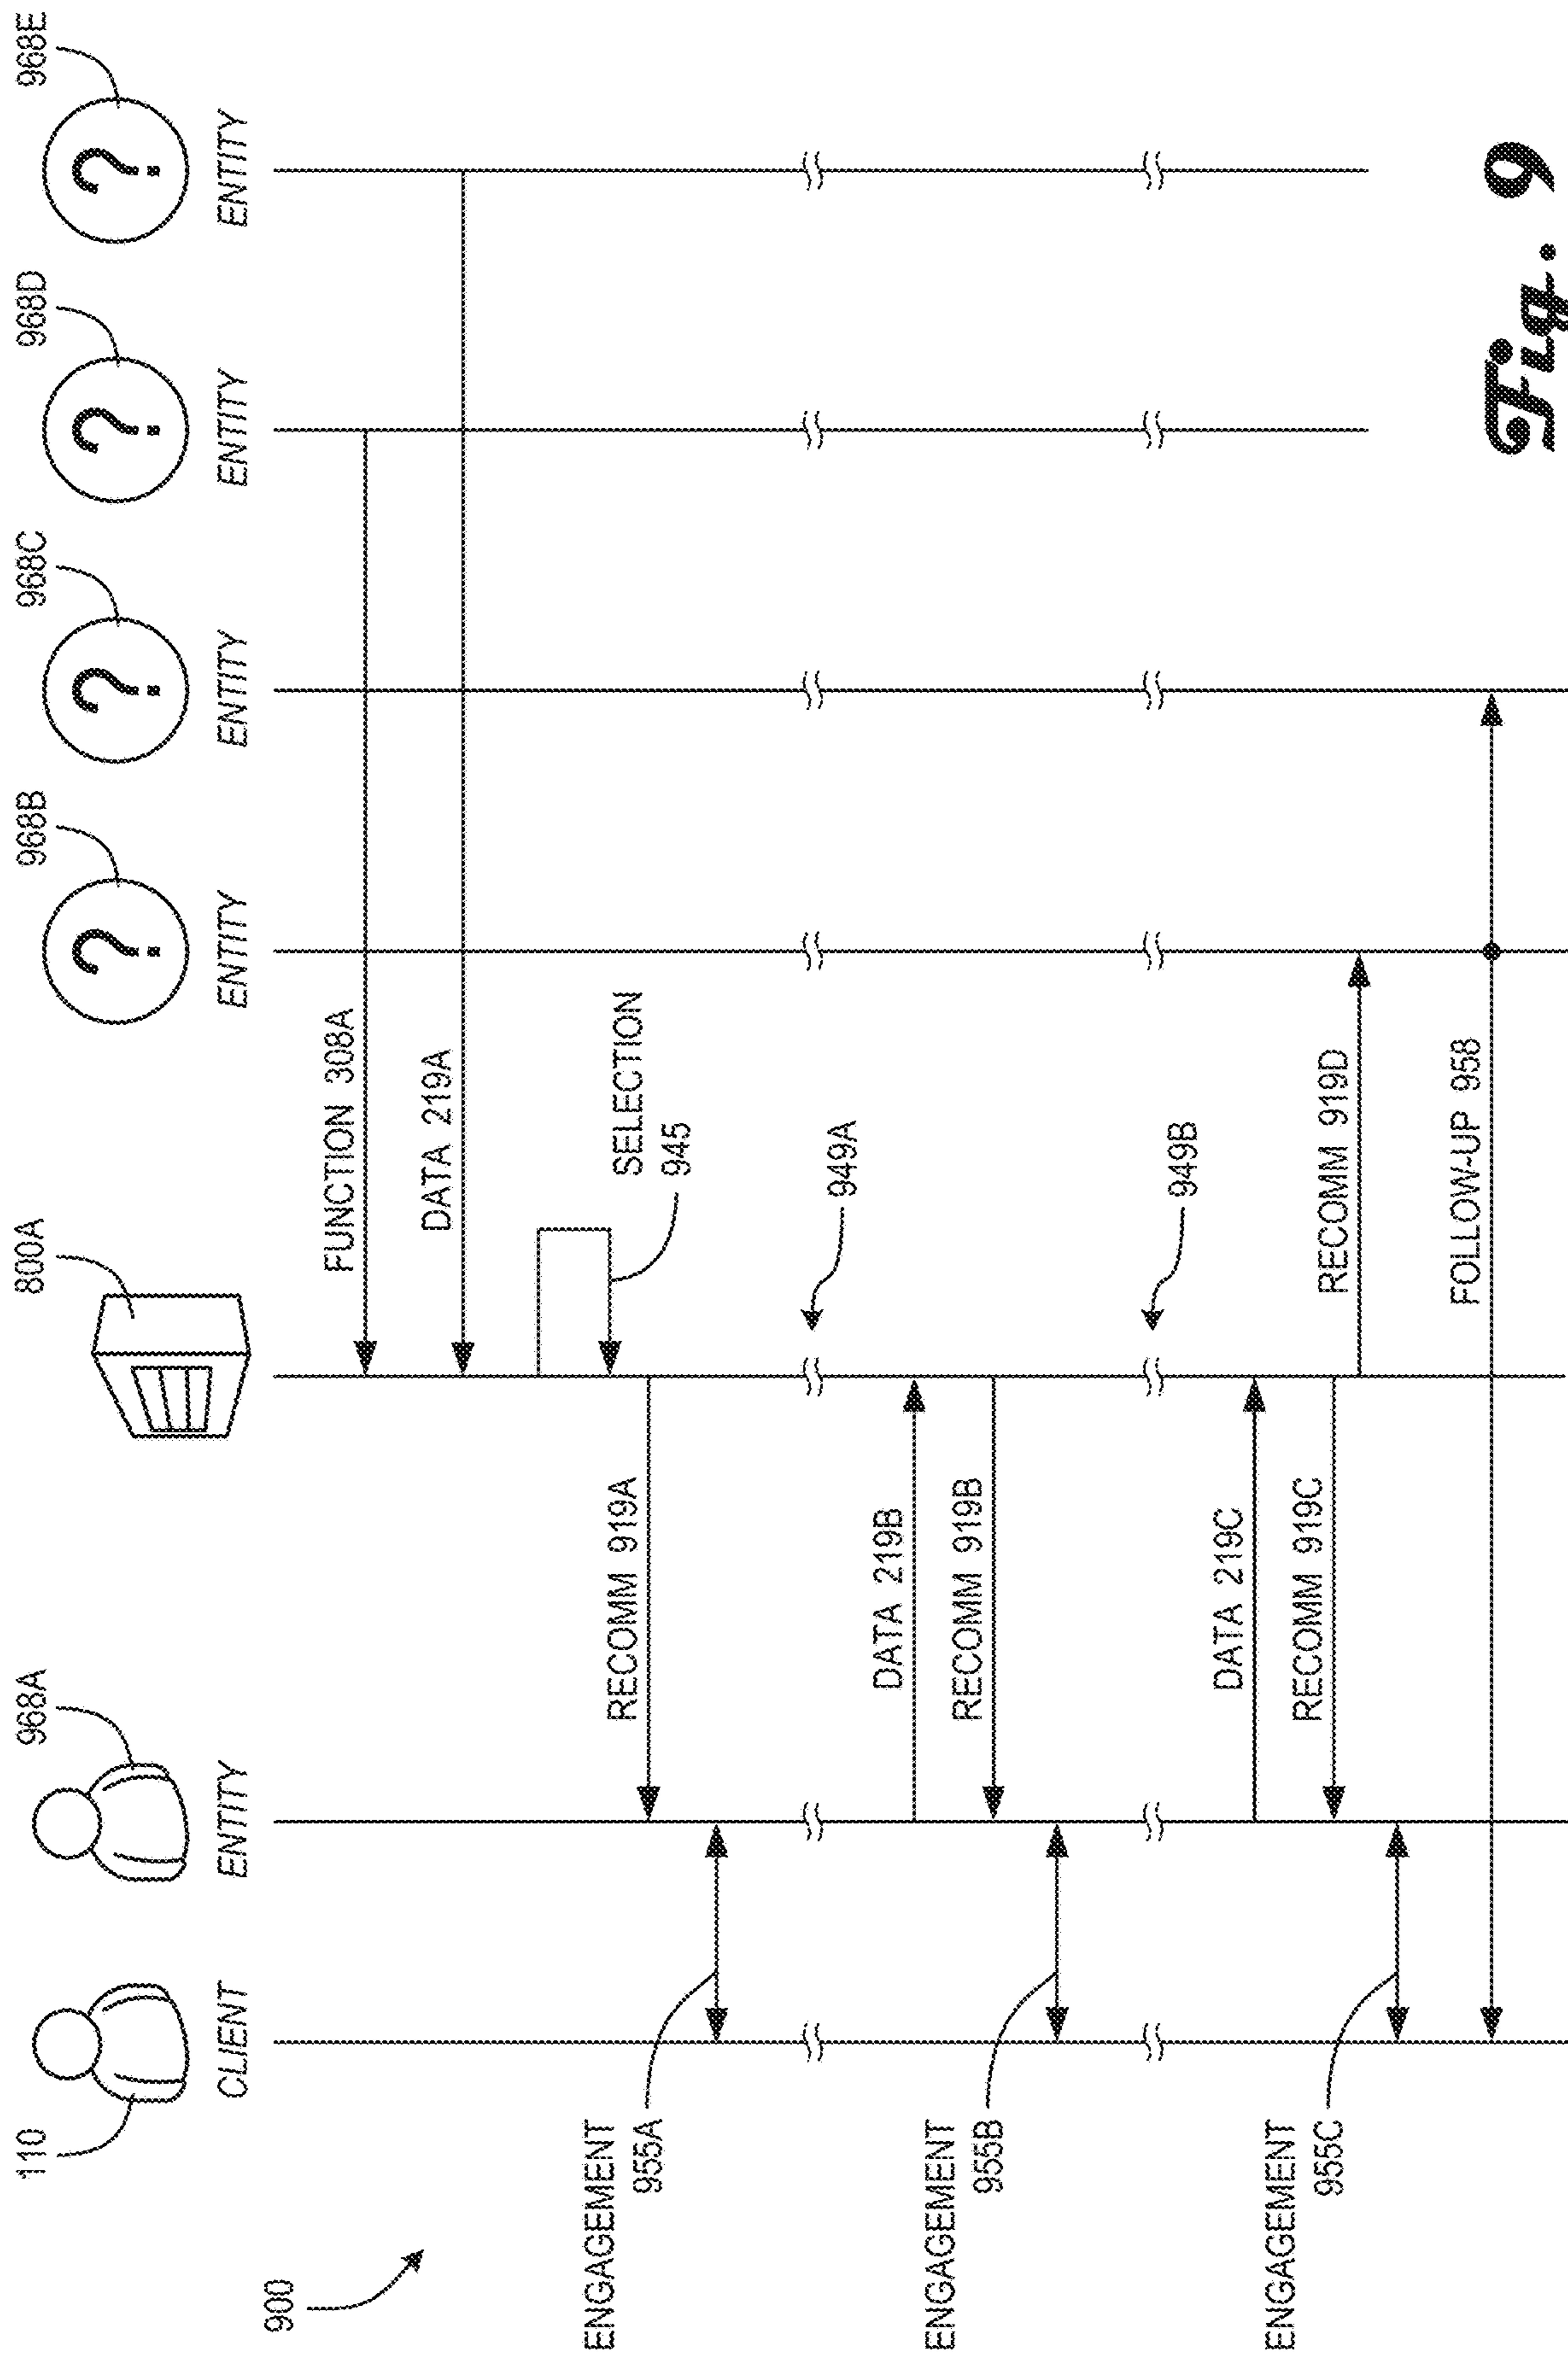 110
968A
800A
968B
968C
968D
968E
CLIENT
ENTITY
ENTITY
ENTITY
ENTITY
ENTITY
?
?
?
?
900
FUNCTION 308A
DATA 219A
SELECTION
945
RECOMM 919A
ENGAGEMENT
955A
949A
DATA 219B
RECOMM 919B
ENGAGEMENT
955B
949B
DATA 219C
RECOMM 919C
RECOMM 919D
ENGAGEMENT
955C
FOLLOW-UP 958
Fig. 9